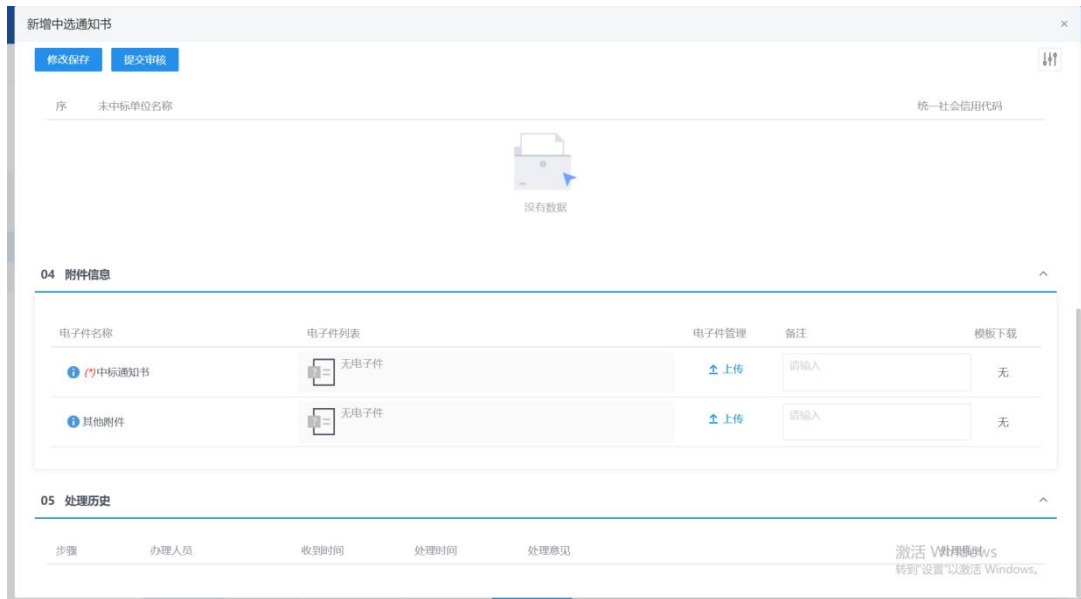 新增中选通知书
修改保存 提交审核
序 未中标单位名称 统一社会信用代码
没有数据
04 附件信息
电子件名称 电子件列表 电子件管理 备注 模板下载
(*)中标通知书 无电子件 上传 请输入 无
其他附件 无电子件 上传 请输入 无
05 处理历史
步骤 办理人员 收到时间 处理时间 处理意见
激活 Windows
转到"设置"以激活 Windows。